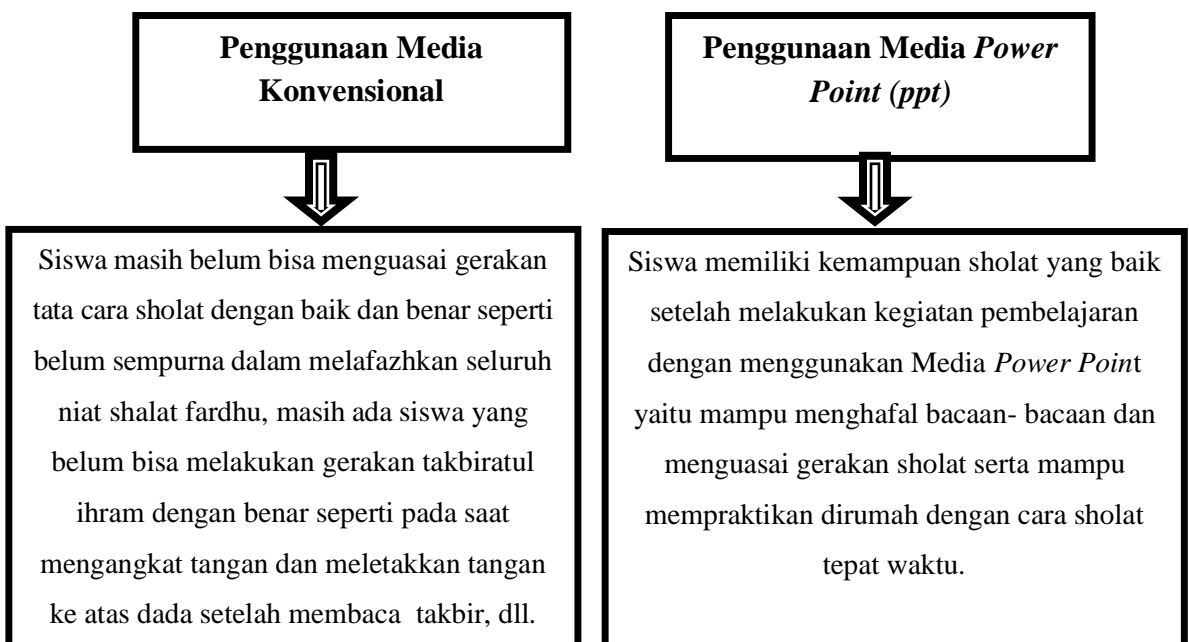 Penggunaan Media
Konvensional
Siswa masih belum bisa menguasai gerakan
tata cara sholat dengan baik dan benar seperti
belum sempurna dalam melafazhkan seluruh
niat shalat fardhu, masih ada siswa yang
belum bisa melakukan gerakan takbiratul
ihram dengan benar seperti pada saat
mengangkat tangan dan meletakkan tangan
ke atas dada setelah membaca takbir, dll.
Penggunaan Media Power
Point (ppt)
Siswa memiliki kemampuan sholat yang baik
setelah melakukan kegiatan pembelajaran
dengan menggunakan Media Power Point
yaitu mampu menghafal bacaan- bacaan dan
menguasai gerakan sholat serta mampu
mempraktikan dirumah dengan cara sholat
tepat waktu.